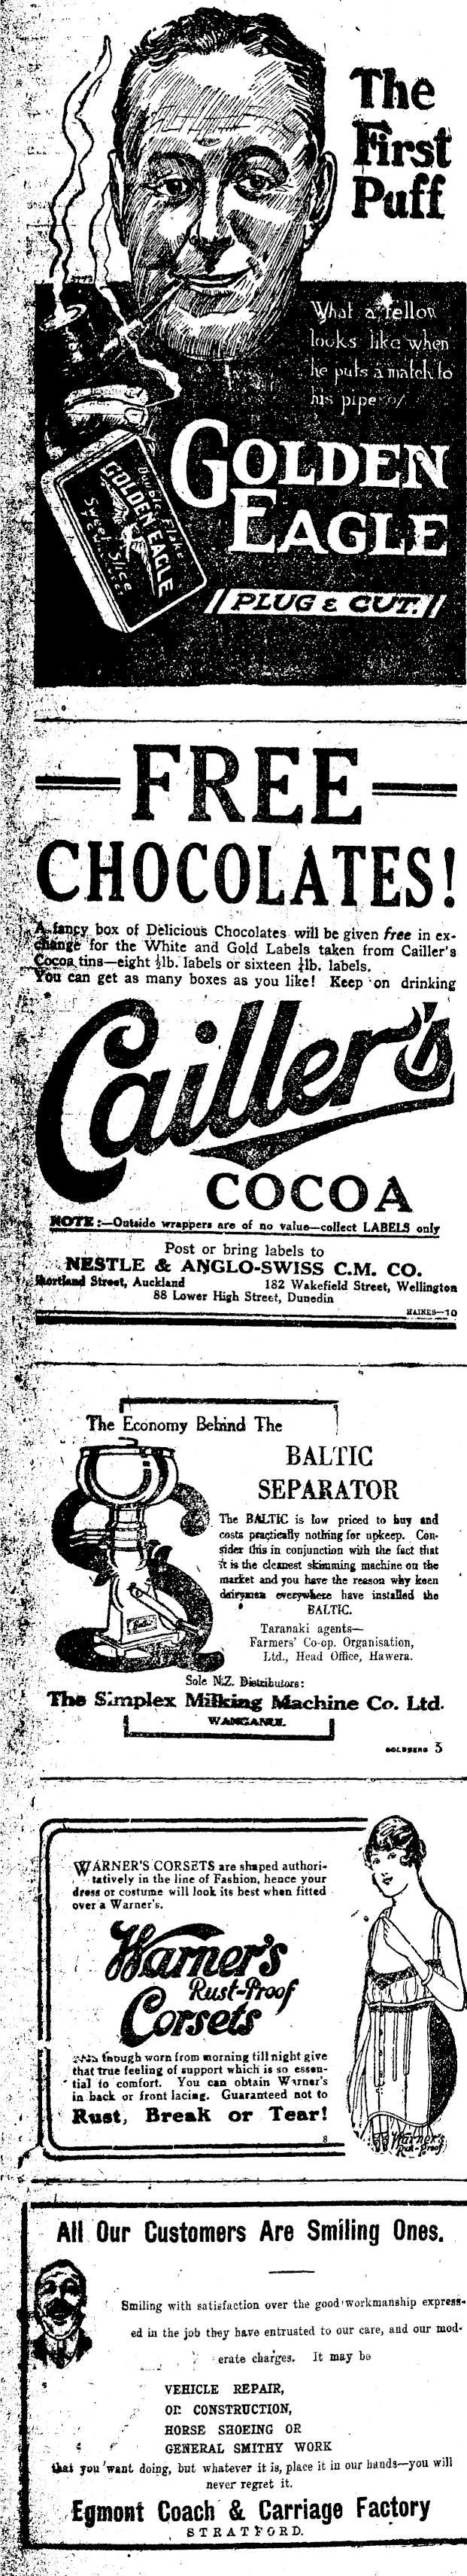 The
First
Puff
What a fellow
looks like when
he puts a match to
his pipe of
GOLDEN
EAGLE
DOUBLE FLAKE
GOLDEN EAGLE
Sweet Slice
PLUG & CUT.
FREE
CHOCOLATES!
A fancy box of Delicious Chocolates will be given free in ex-
change for the White and Gold Labels taken from Cailler's
Cocoa tins—eight ½lb. labels or sixteen ¼lb. labels.
You can get as many boxes as you like! Keep on drinking
Cailler's
COCOA
NOTE:—Outside wrappers are of no value—collect LABELS only
Post or bring labels to
NESTLE & ANGLO-SWISS C.M. CO.
Shortland Street, Auckland 182 Wakefield Street, Wellington
88 Lower High Street, Dunedin
HAINES—10
The Economy Behind The
BALTIC
SEPARATOR
The BALTIC is low priced to buy and
costs practically nothing for upkeep. Con-
sider this in conjunction with the fact that
it is the cleanest skimming machine on the
market and you have the reason why keen
dairymen everywhere have installed the
BALTIC.
Taranaki agents—
Farmers' Co-op. Organisation,
Ltd., Head Office, Hawera.
Sole N.Z. Distributors:
The Simplex Milking Machine Co. Ltd.
WANGANUI.
GOLDBERG 3
WARNER'S CORSETS are shaped authori-
tatively in the line of Fashion, hence your
dress or costume will look its best when fitted
over a Warner's.
Warner's
Rust-Proof
Corsets
though worn from morning till night give
that true feeling of support which is so essen-
tial to comfort. You can obtain Warner's
in back or front lacing. Guaranteed not to
Rust, Break or Tear!
8
Warner's
Rust-Proof
All Our Customers Are Smiling Ones.
Smiling with satisfaction over the good workmanship express-
ed in the job they have entrusted to our care, and our mod-
erate charges. It may be
VEHICLE REPAIR,
OR CONSTRUCTION,
HORSE SHOEING OR
GENERAL SMITHY WORK
that you want doing, but whatever it is, place it in our hands—you will
never regret it.
Egmont Coach & Carriage Factory
STRATFORD.